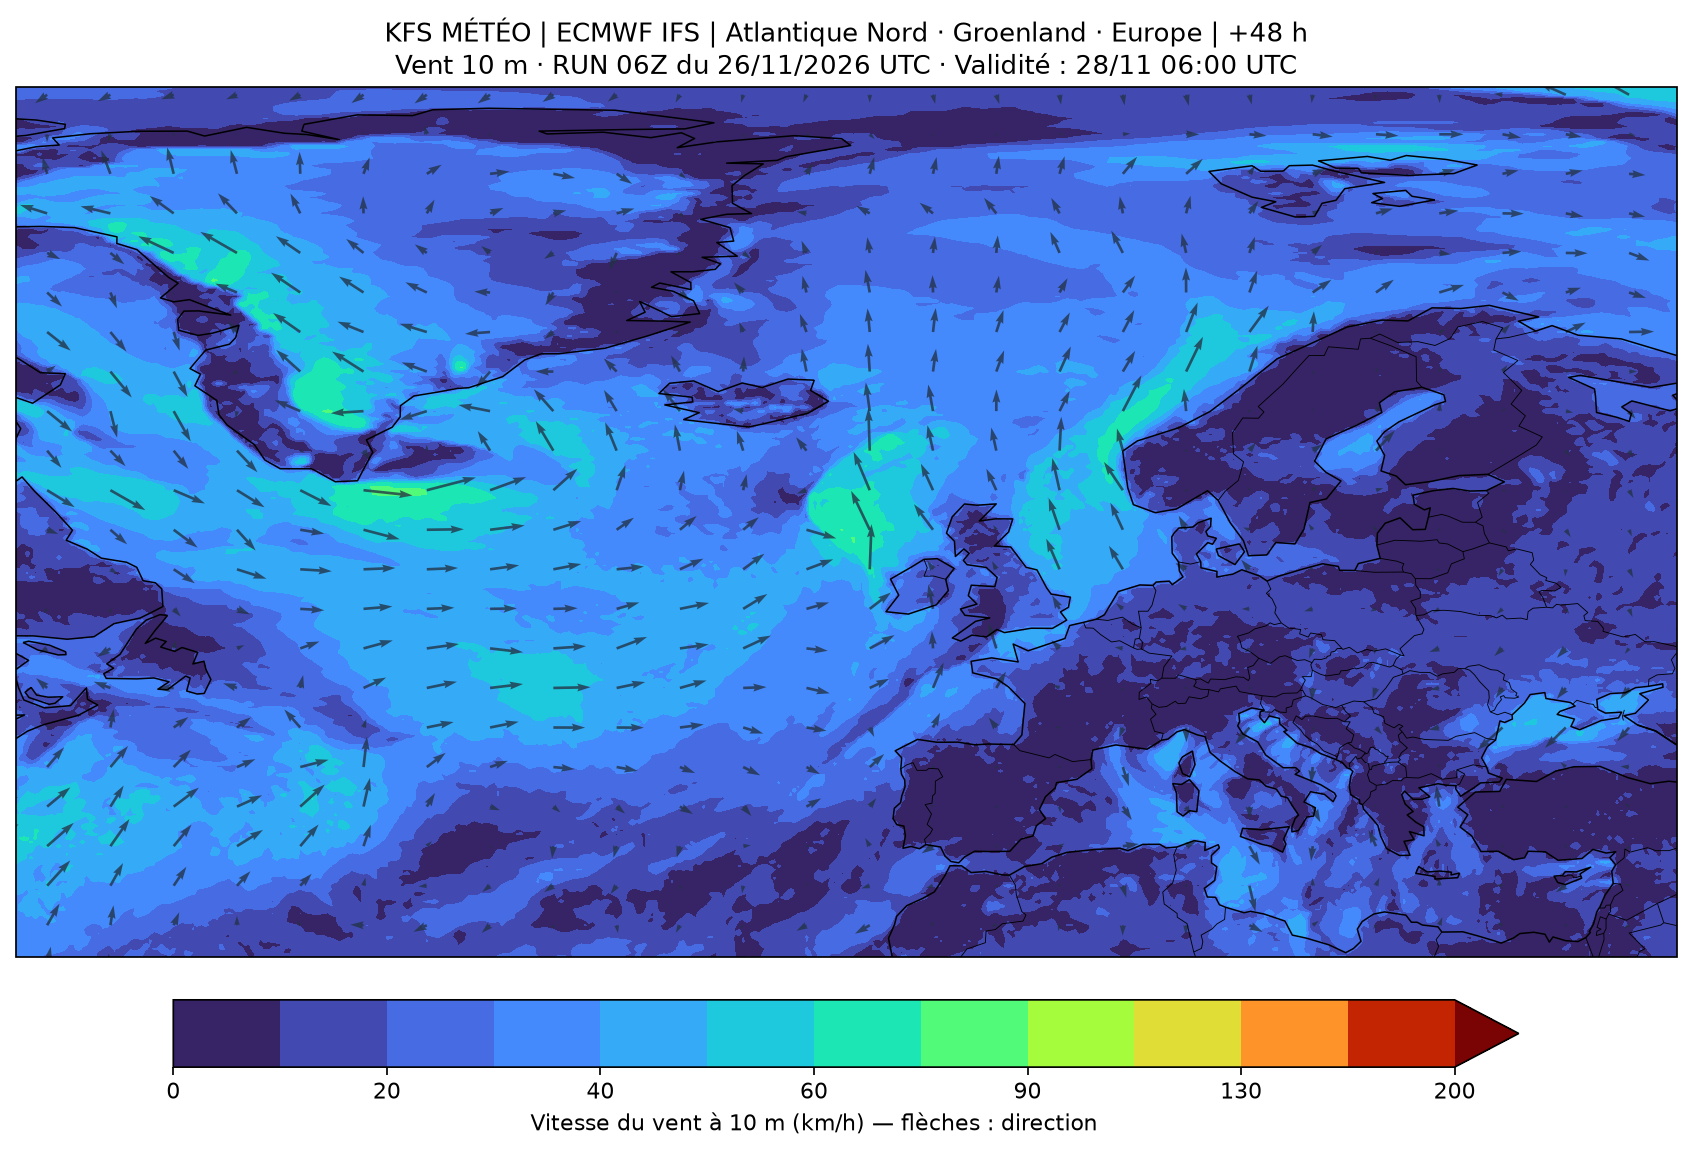 KFS MÉTÉO | ECMWF IFS | Atlantique Nord · Groenland · Europe | +48 h
Vent 10 m · RUN 06Z du 26/11/2026 UTC · Validité : 28/11 06:00 UTC
0 20 40 60 90 130 200
Vitesse du vent à 10 m (km/h) — flèches : direction